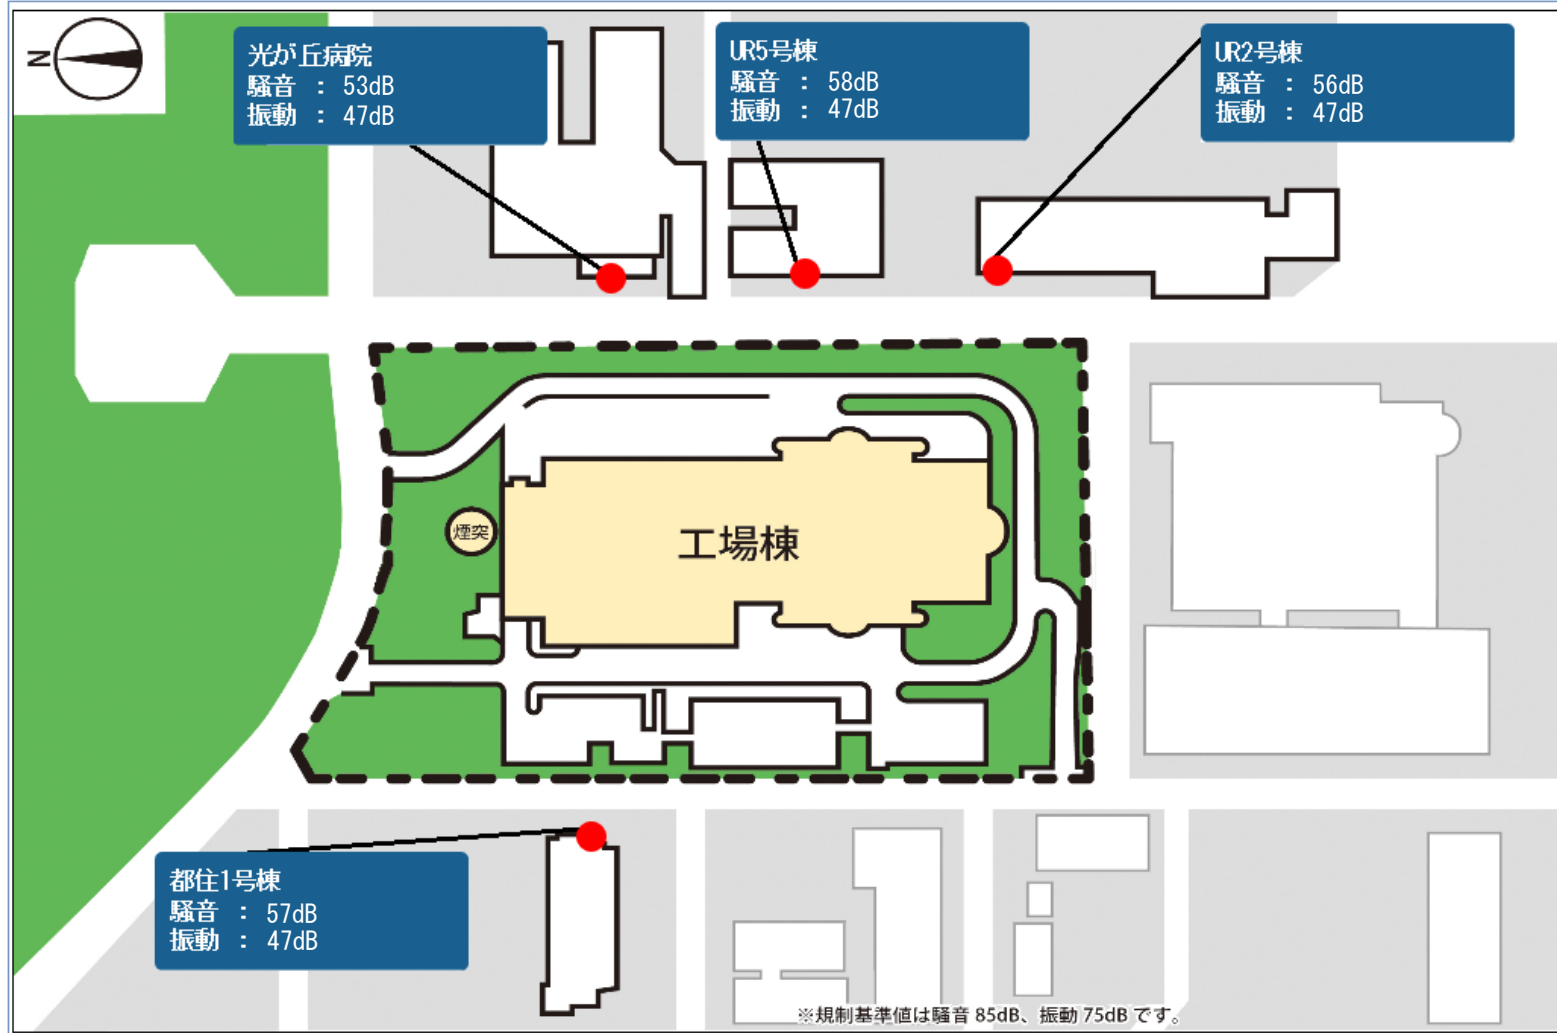 N
光が丘病院
騒音 : 53dB
振動 : 47dB
UR5号棟
騒音 : 58dB
振動 : 47dB
UR2号棟
騒音 : 56dB
振動 : 47dB
煙突
工場棟
都住1号棟
騒音 : 57dB
振動 : 47dB
※規制基準値は騒音 85dB、振動 75dB です。